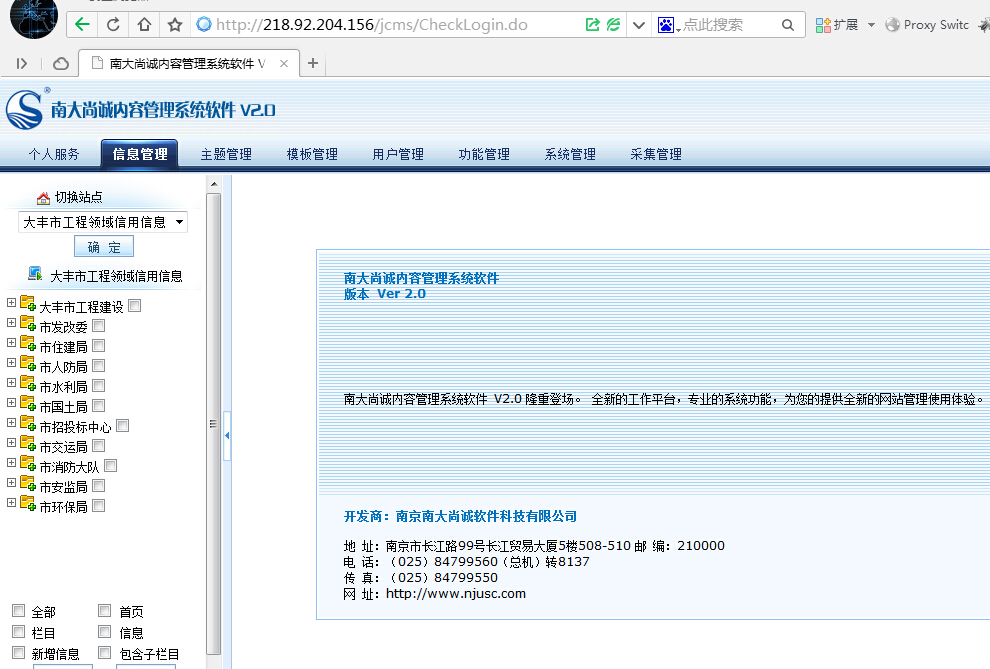 http://218.92.204.156/jcms/CheckLogin.do
点此搜索
扩展
Proxy Switc
南大尚诚内容管理系统软件 V
南大尚诚内容管理系统软件 V2.0
个人服务 信息管理 主题管理 模板管理 用户管理 功能管理 系统管理 采集管理
切换站点
大丰市工程领域信用信息
确 定
大丰市工程领域信用信息
大丰市工程建设
市发改委
市住建局
市人防局
市水利局
市国土局
市招投标中心
市交运局
市消防大队
市安监局
市环保局
全部 首页
栏目 信息
新增信息 包含子栏目
南大尚诚内容管理系统软件
版本 Ver 2.0
南大尚诚内容管理系统软件 V2.0 隆重登场。 全新的工作平台，专业的系统功能，为您的提供全新的网站管理使用体验。
开发商：南京南大尚诚软件科技有限公司
地 址：南京市长江路99号长江贸易大厦5楼508-510 邮 编：210000
电 话：（025）84799560（总机）转8137
传 真：（025）84799550
网 址：http://www.njusc.com